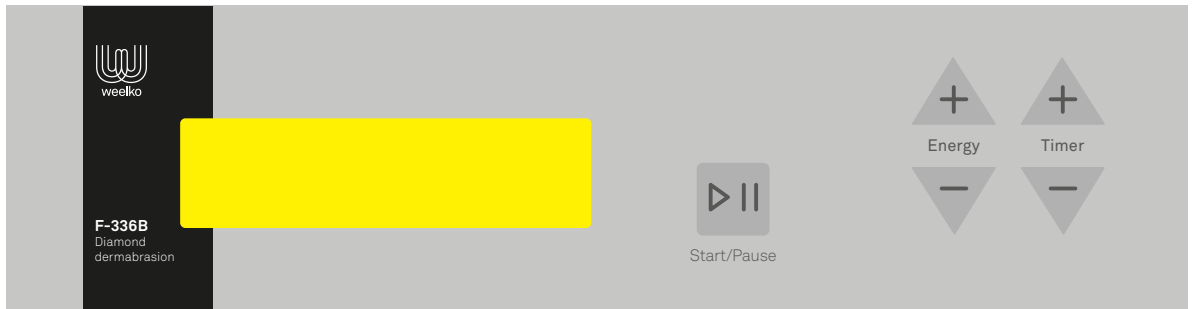 weelko
F-336B
Diamond
dermabrasion
Start/Pause
Energy
Timer